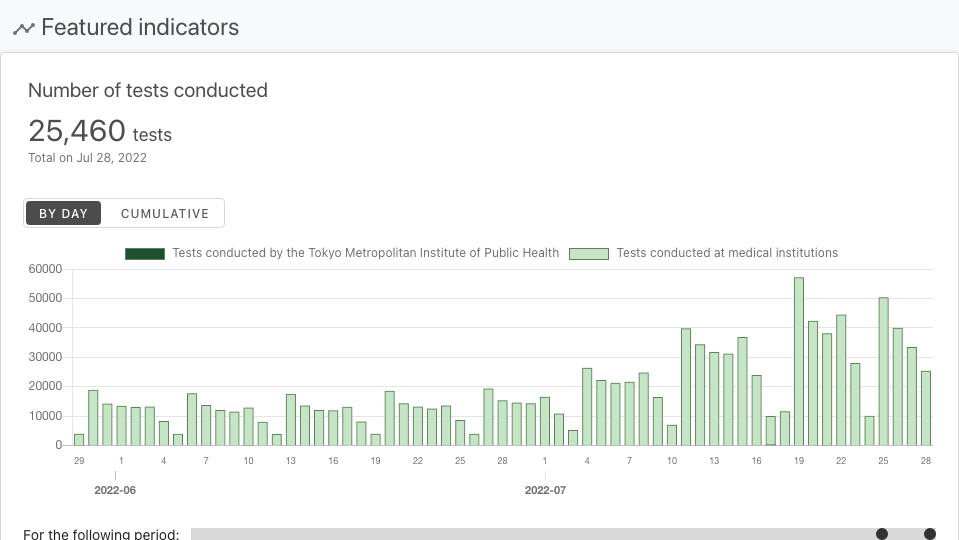 Featured indicators
Number of tests conducted
25,460 tests
Total on Jul 28, 2022
BY DAY CUMULATIVE
Tests conducted by the Tokyo Metropolitan Institute of Public Health Tests conducted at medical institutions
60000
50000
40000
30000
20000
10000
0
29 1 4 7 10 13 16 19 22 25 28 1 4 7 10 13 16 19 22 25 28
2022-06 2022-07
For the following period: